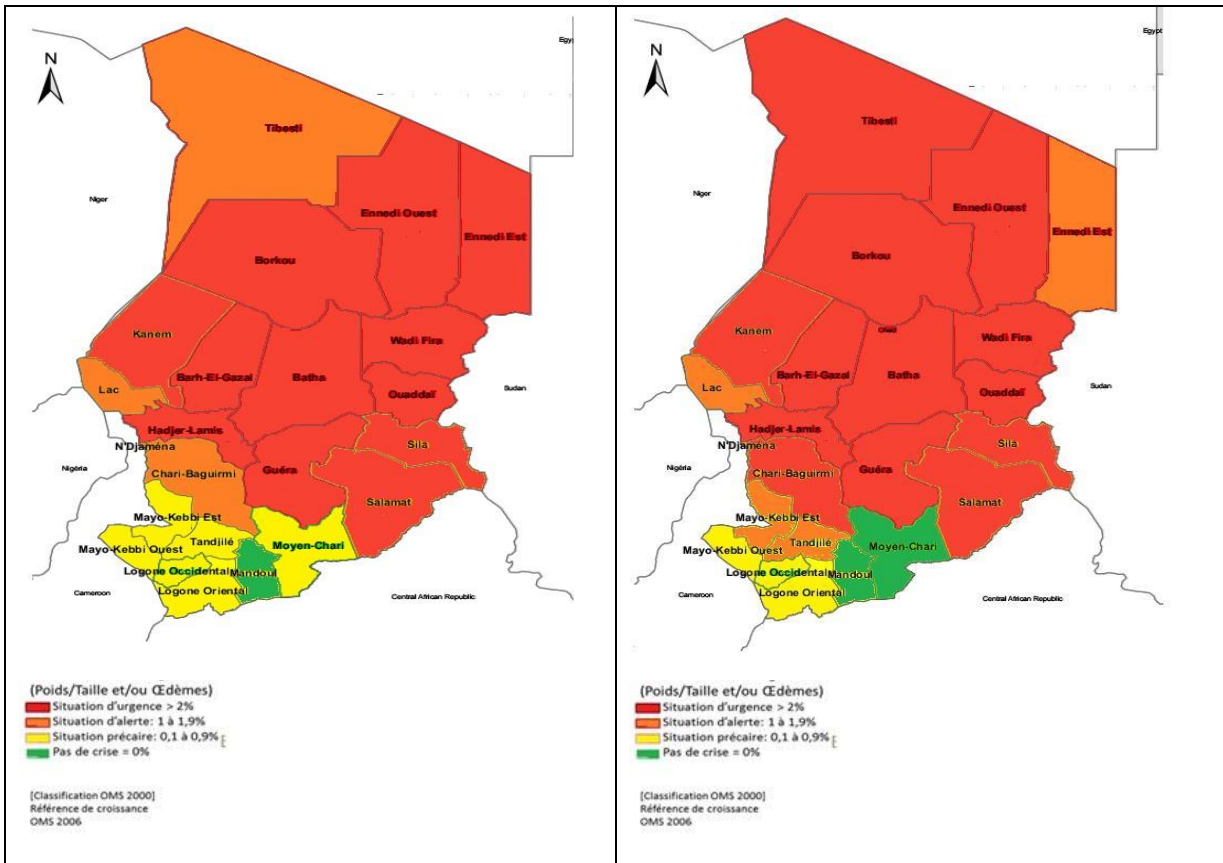 Egyp
N
Tibesti
Niger
Ennedi Ouest
Ennedi Est
Borkou
Kanem
Wadi Fira
Barh-El-Gazal
Batha
Lac
Ouaddaï
Sudan
Hadjer-Lamis
N'Djaména
Sila
Nigéria
Chari-Baguirmi
Guéra
Salamat
Mayo-Kebbi Est
Mayo-Kebbi Ouest
Tandjilé
Moyen-Chari
Logone Occidental
Mandoul
Logone Oriental
Cameroon
Central African Republic
(Poids/Taille et/ou Œdèmes)
Situation d'urgence > 2%
Situation d'alerte: 1 à 1,9%
Situation précaire: 0,1 à 0,9%
Pas de crise = 0%
[Classification OMS 2000]
Référence de croissance
OMS 2006
Egypt
N
Tibesti
Niger
Ennedi Ouest
Ennedi Est
Borkou
Kanem
Chad
Wadi Fira
Barh-El-Gazal
Batha
Lac
Ouaddaï
Sudan
Hadjer-Lamis
N'Djaména
Sila
Nigéria
Chari-Baguirmi
Guéra
Salamat
Mayo-Kebbi Est
Mayo-Kebbi Ouest
Tandjilé
Moyen-Chari
Logone Occidental
Mandoul
Logone Oriental
Cameroon
Central African Republic
(Poids/Taille et/ou Œdèmes)
Situation d'urgence > 2%
Situation d'alerte: 1 à 1,9%
Situation précaire: 0,1 à 0,9%
Pas de crise = 0%
[Classification OMS 2000]
Référence de croissance
OMS 2006